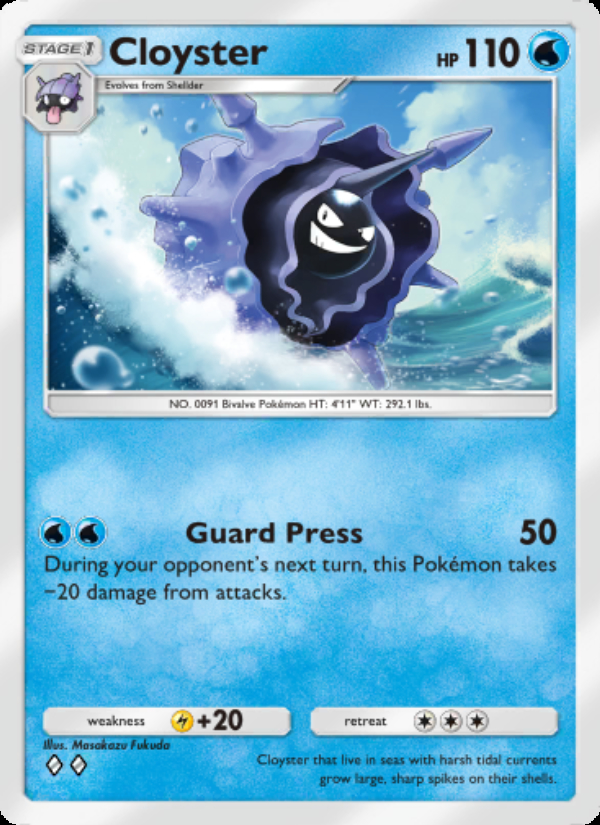 STAGE 1 Cloyster HP 110
Evolves from Shellder
NO. 0091 Bivalve Pokémon HT: 4'11" WT: 292.1 lbs.
Guard Press 50
During your opponent's next turn, this Pokémon takes
−20 damage from attacks.
weakness +20 retreat
Illus. Masakazu Fukuda
Cloyster that live in seas with harsh tidal currents
grow large, sharp spikes on their shells.